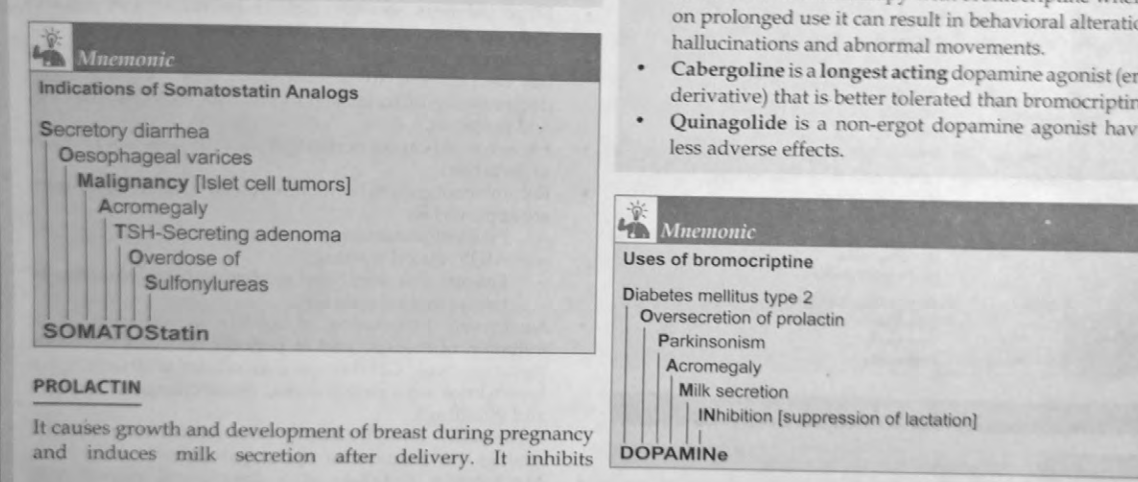 Mnemonic
Indications of Somatostatin Analogs
Secretory diarrhea
Oesophageal varices
Malignancy [Islet cell tumors]
Acromegaly
TSH-Secreting adenoma
Overdose of
Sulfonylureas
SOMATOStatin
PROLACTIN
It causes growth and development of breast during pregnancy
and induces milk secretion after delivery. It inhibits
on prolonged use it can result in behavioral alteratio
hallucinations and abnormal movements.
• Cabergoline is a longest acting dopamine agonist (er
derivative) that is better tolerated than bromocriptin
• Quinagolide is a non-ergot dopamine agonist hav
less adverse effects.
Mnemonic
Uses of bromocriptine
Diabetes mellitus type 2
Oversecretion of prolactin
Parkinsonism
Acromegaly
Milk secretion
INhibition [suppression of lactation]
DOPAMINe